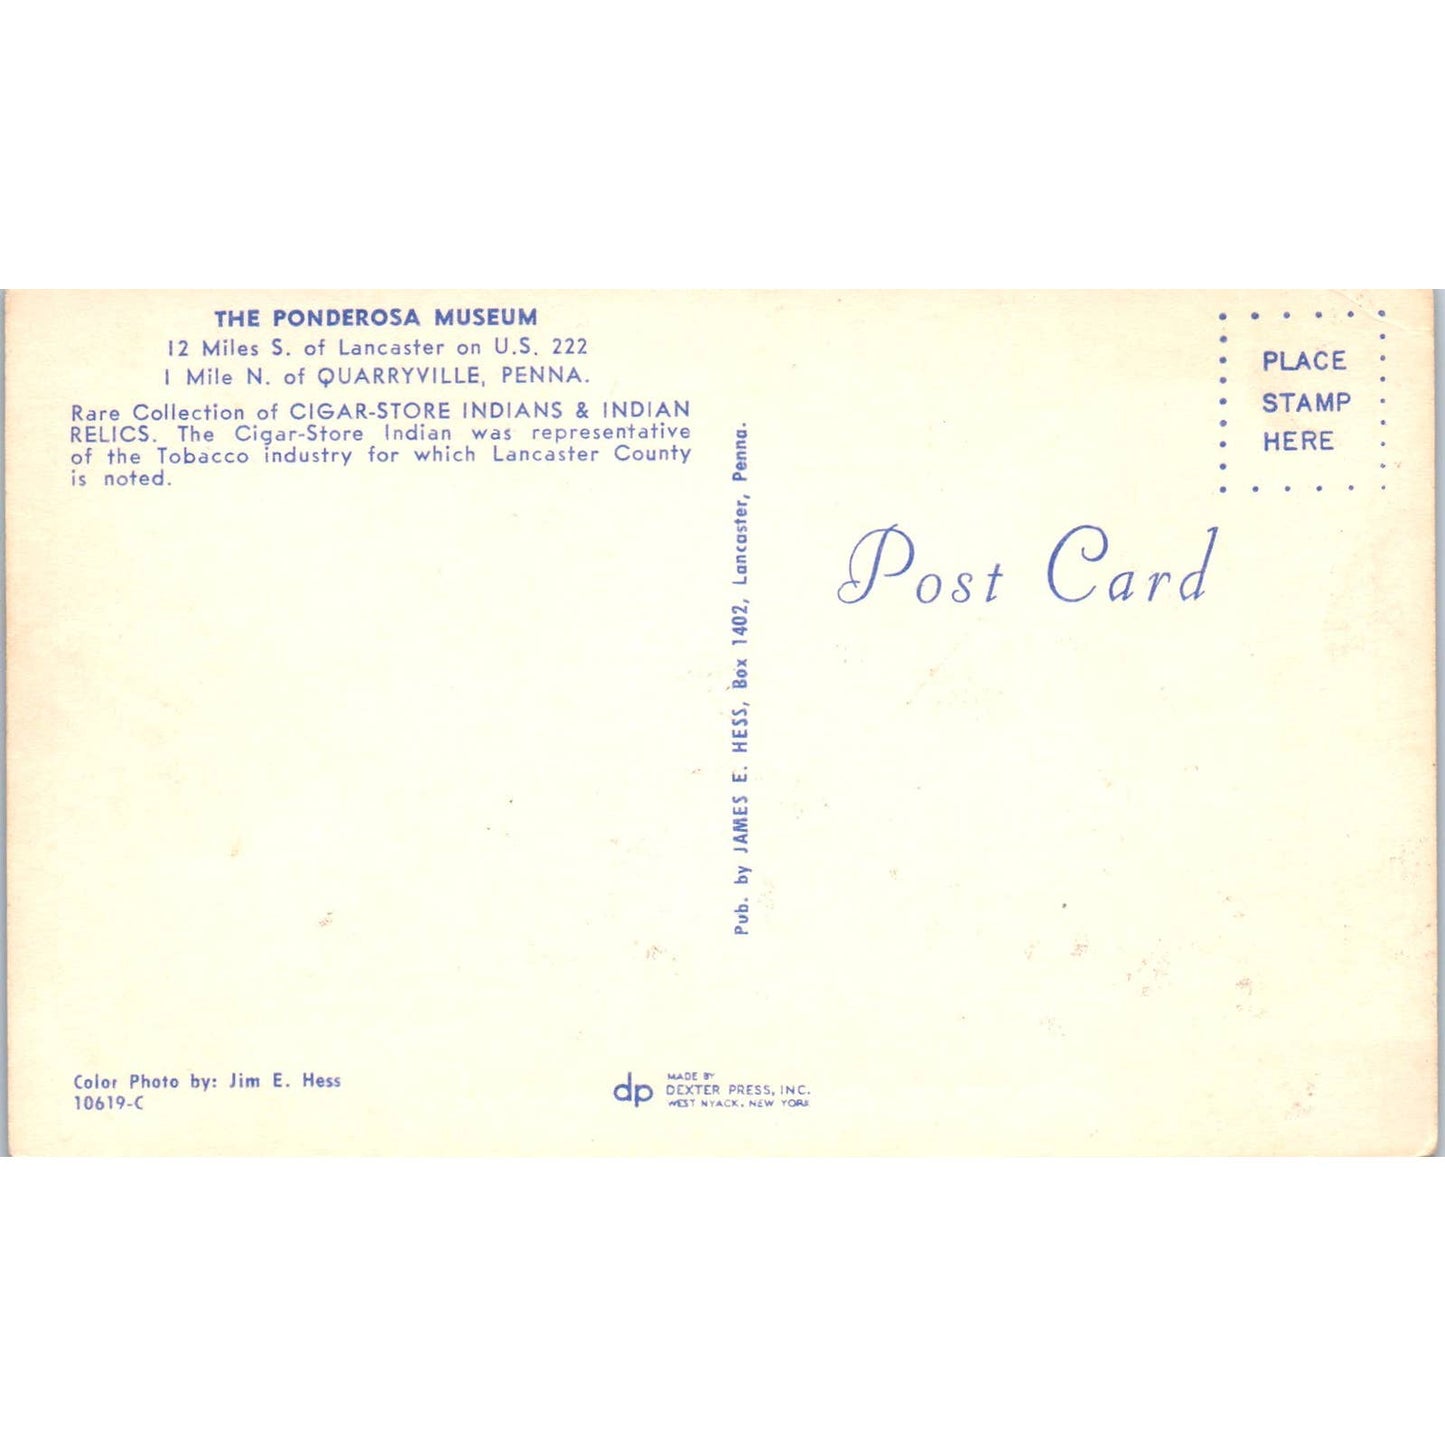 THE PONDEROSA MUSEUM
12 Miles S. of Lancaster on U.S. 222
1 Mile N. of QUARRYVILLE, PENNA.
Rare Collection of CIGAR-STORE INDIANS & INDIAN
RELICS. The Cigar-Store Indian was representative
of the Tobacco industry for which Lancaster County
is noted.
Color Photo by: Jim E. Hess
10619-C
Pub. by JAMES E. HESS, Box 1402, Lancaster, Penna.
dp
MADE BY
DEXTER PRESS, INC.
WEST NYACK, NEW YORK
PLACE
STAMP
HERE
Post Card